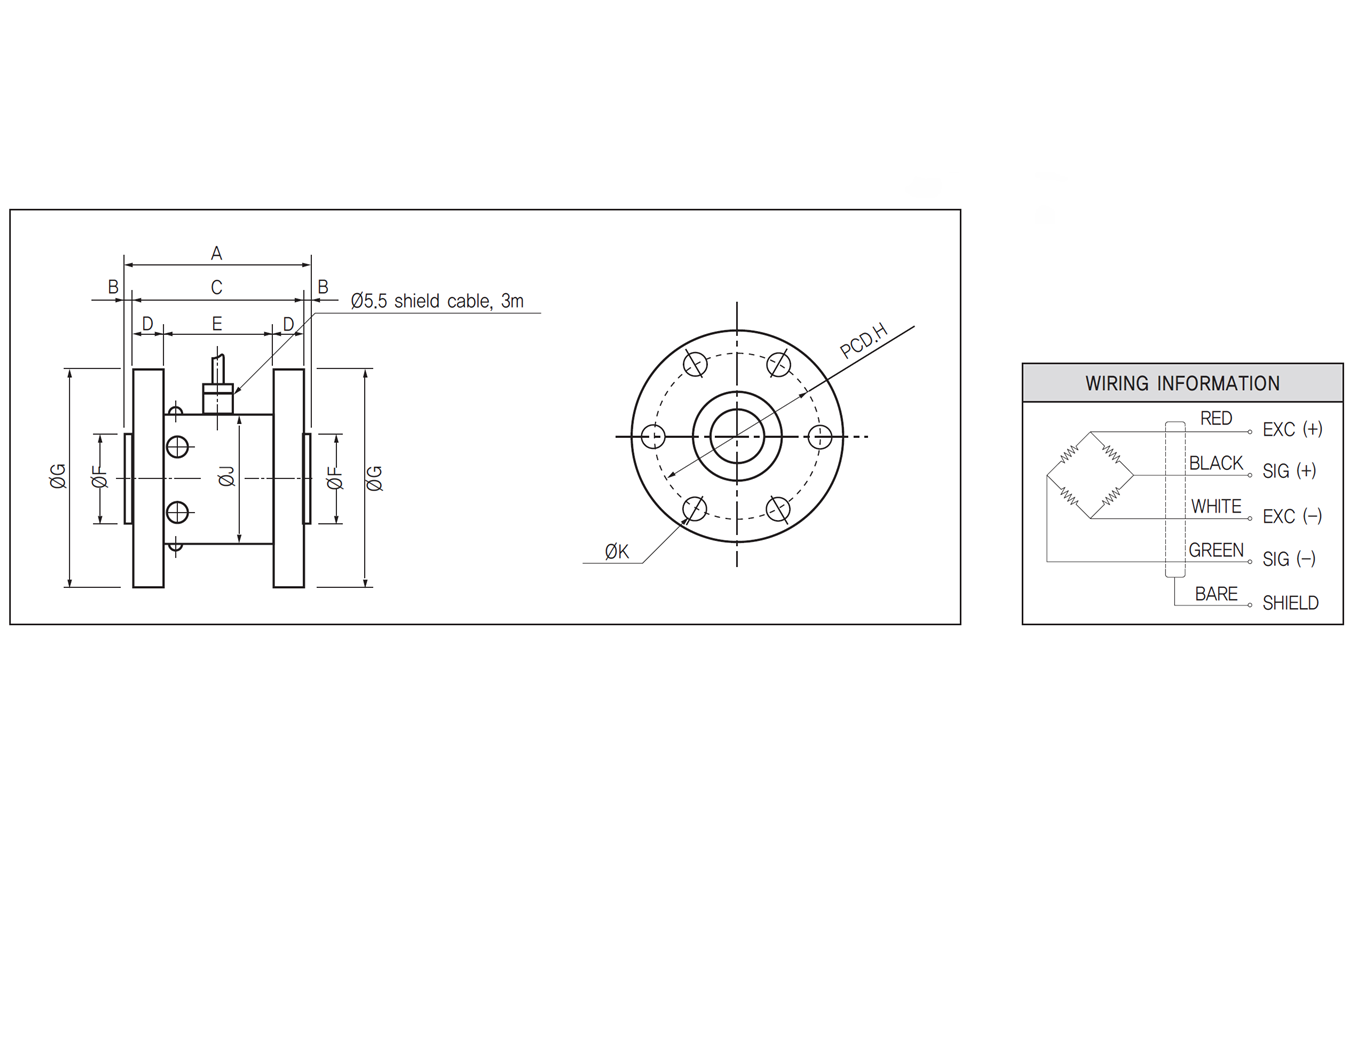 A
B C B
D E D
Ø5.5 shield cable, 3m
ØG
ØF
ØJ
ØF
ØG
PCD.H
ØK
WIRING INFORMATION
RED EXC (+)
BLACK SIG (+)
WHITE EXC (-)
GREEN SIG (-)
BARE SHIELD